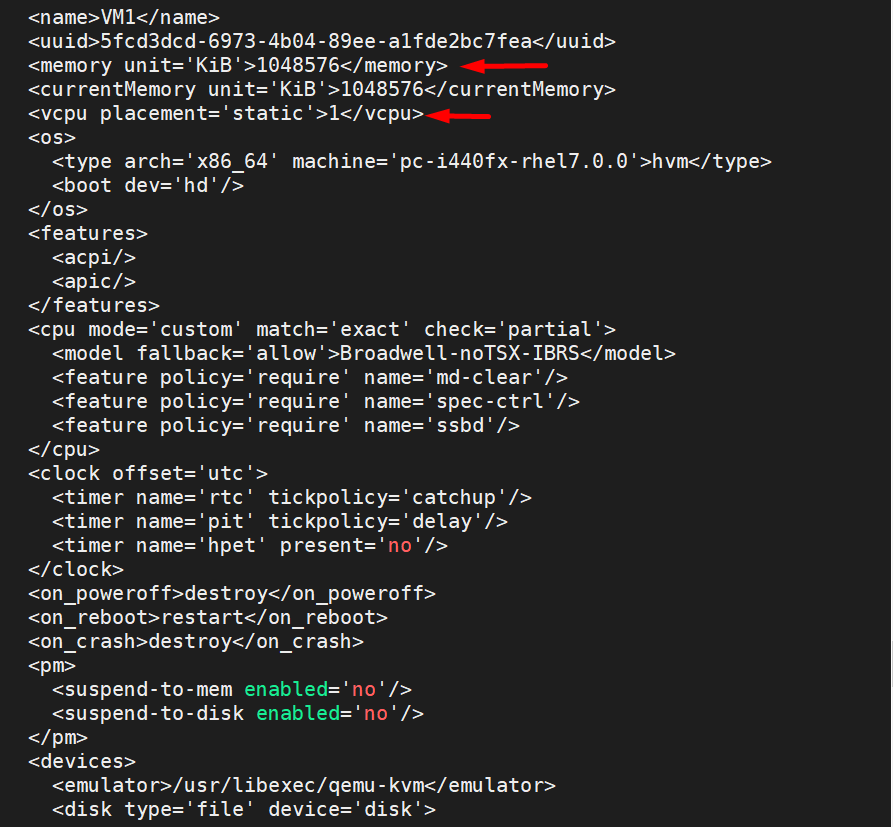 <name>VM1</name>
<uuid>5fcd3dcd-6973-4b04-89ee-a1fde2bc7fea</uuid>
<memory unit='KiB'>1048576</memory>
<currentMemory unit='KiB'>1048576</currentMemory>
<vcpu placement='static'>1</vcpu>
<os>
<type arch='x86_64' machine='pc-i440fx-rhel7.0.0'>hvm</type>
<boot dev='hd'/>
</os>
<features>
<acpi/>
<apic/>
</features>
<cpu mode='custom' match='exact' check='partial'>
<model fallback='allow'>Broadwell-noTSX-IBRS</model>
<feature policy='require' name='md-clear'/>
<feature policy='require' name='spec-ctrl'/>
<feature policy='require' name='ssbd'/>
</cpu>
<clock offset='utc'>
<timer name='rtc' tickpolicy='catchup'/>
<timer name='pit' tickpolicy='delay'/>
<timer name='hpet' present='no'/>
</clock>
<on_poweroff>destroy</on_poweroff>
<on_reboot>restart</on_reboot>
<on_crash>destroy</on_crash>
<pm>
<suspend-to-mem enabled='no'/>
<suspend-to-disk enabled='no'/>
</pm>
<devices>
<emulator>/usr/libexec/qemu-kvm</emulator>
<disk type='file' device='disk'>